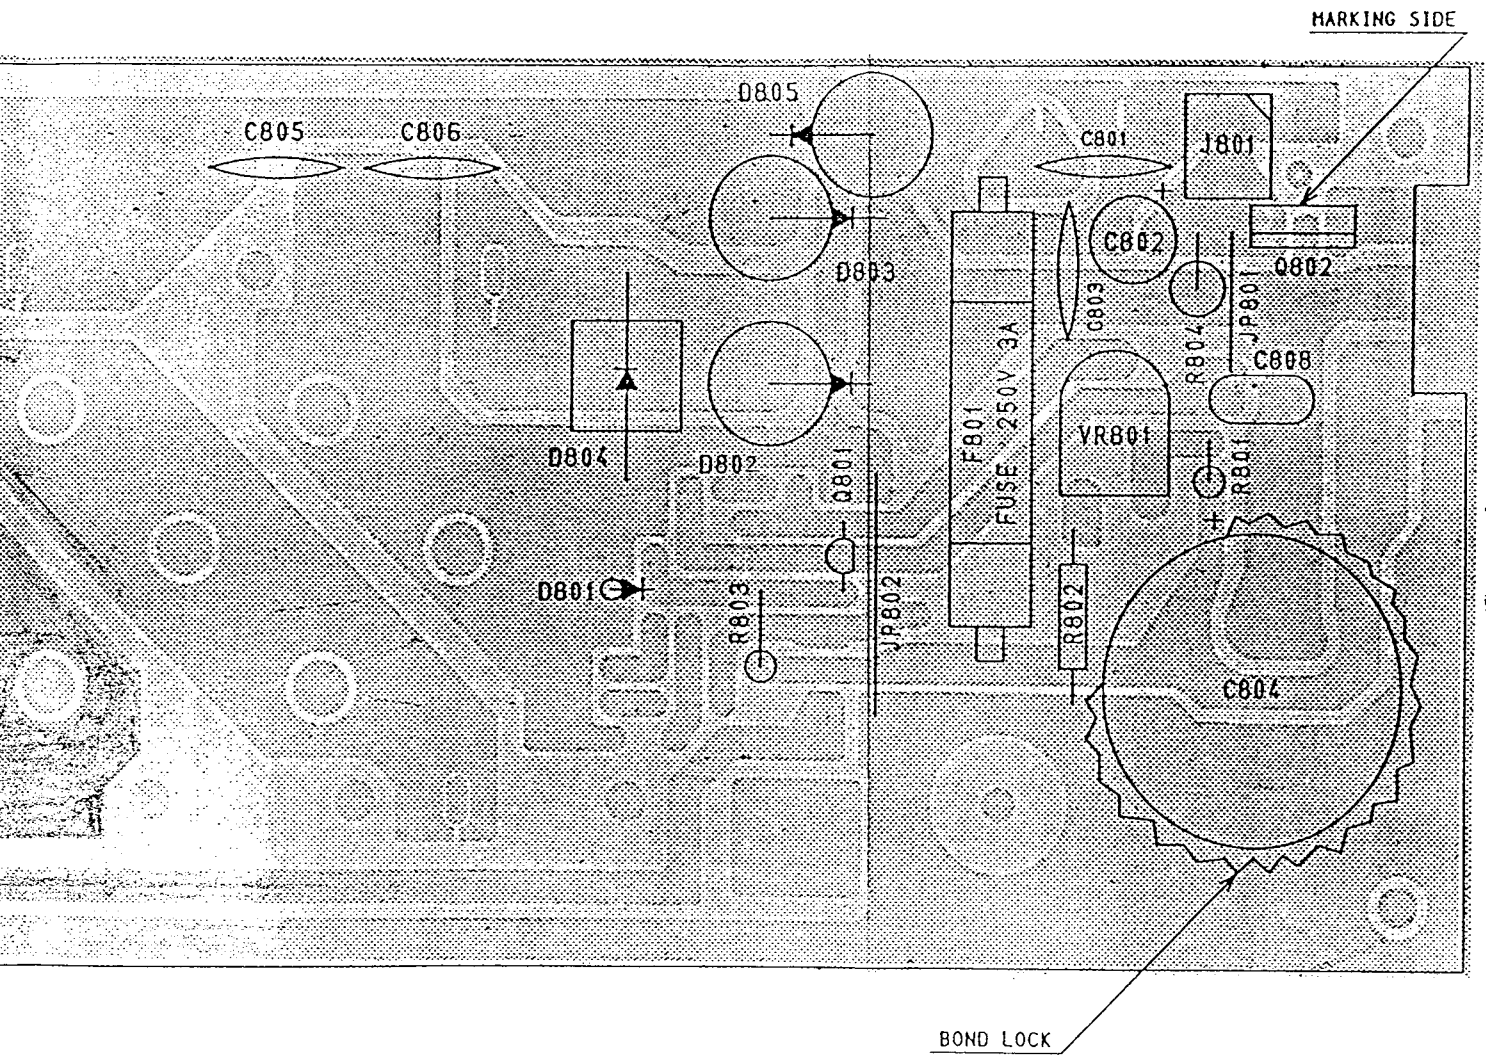 MARKING SIDE
D805
C805
C806
C801
J801
+
C802
D803
Q802
C803
JP801
R804
C808
F801
FUSE 250V 3A
VR801
D804
D802
Q801
R801
+
D801
R803
JP802
R802
C804
BOND LOCK